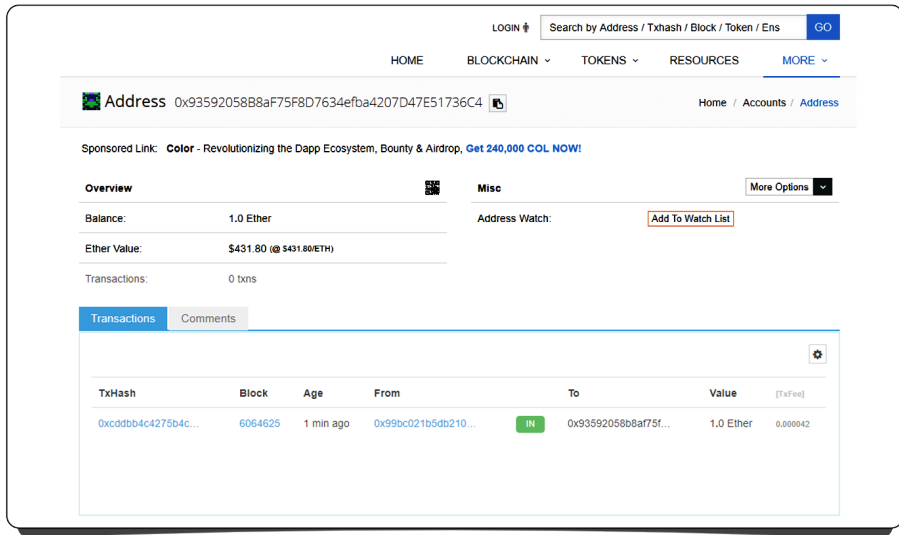 LOGIN Search by Address / Txhash / Block / Token / Ens GO
HOME BLOCKCHAIN TOKENS RESOURCES MORE
Address 0x93592058B8aF75F8D7634efba4207D47E51736C4 Home / Accounts / Address
Sponsored Link: Color - Revolutionizing the Dapp Ecosystem, Bounty & Airdrop, Get 240,000 COL NOW!
Overview Misc More Options
Balance: 1.0 Ether Address Watch: Add To Watch List
Ether Value: $431.80 (@ $431.80/ETH)
Transactions: 0 txns
Transactions Comments
TxHash Block Age From To Value [TxFee]
0xcddbb4c4275b4c... 6064625 1 min ago 0x99bc021b5db210... IN 0x93592058b8af75f... 1.0 Ether 0.000042